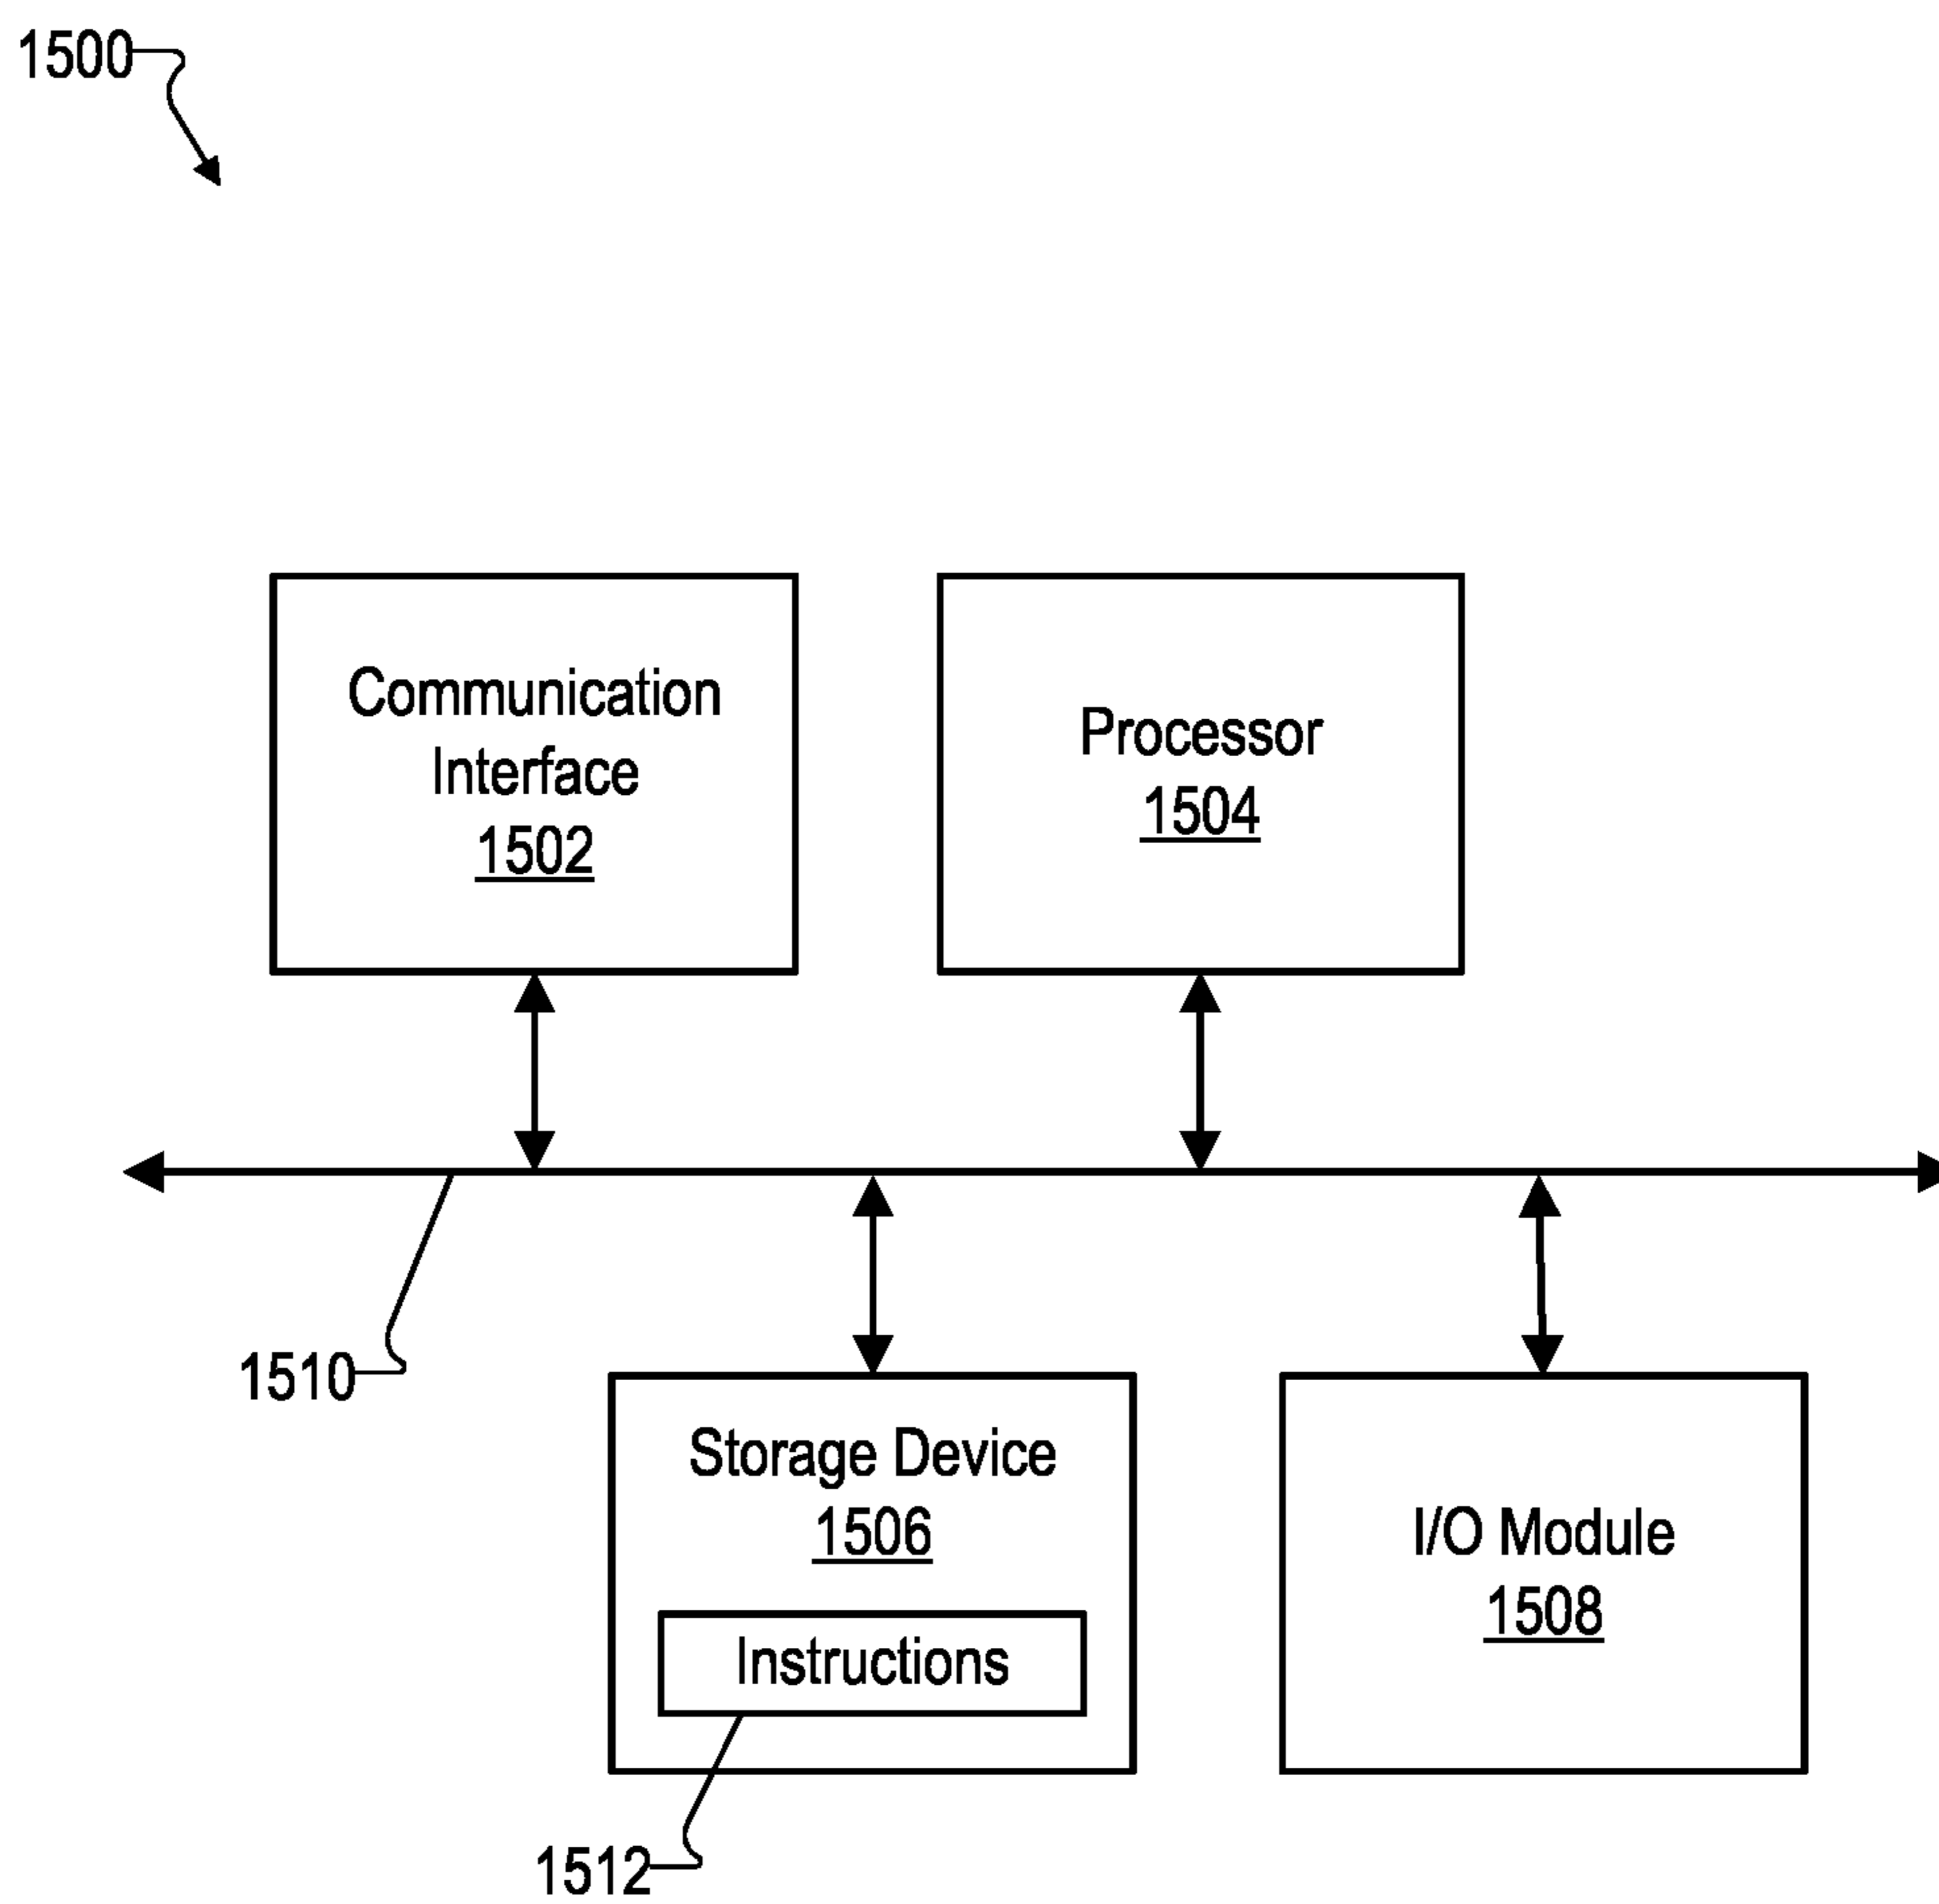 1500
Communication
Interface
1502
Processor
1504
1510
Storage Device
1506
Instructions
1512
I/O Module
1508